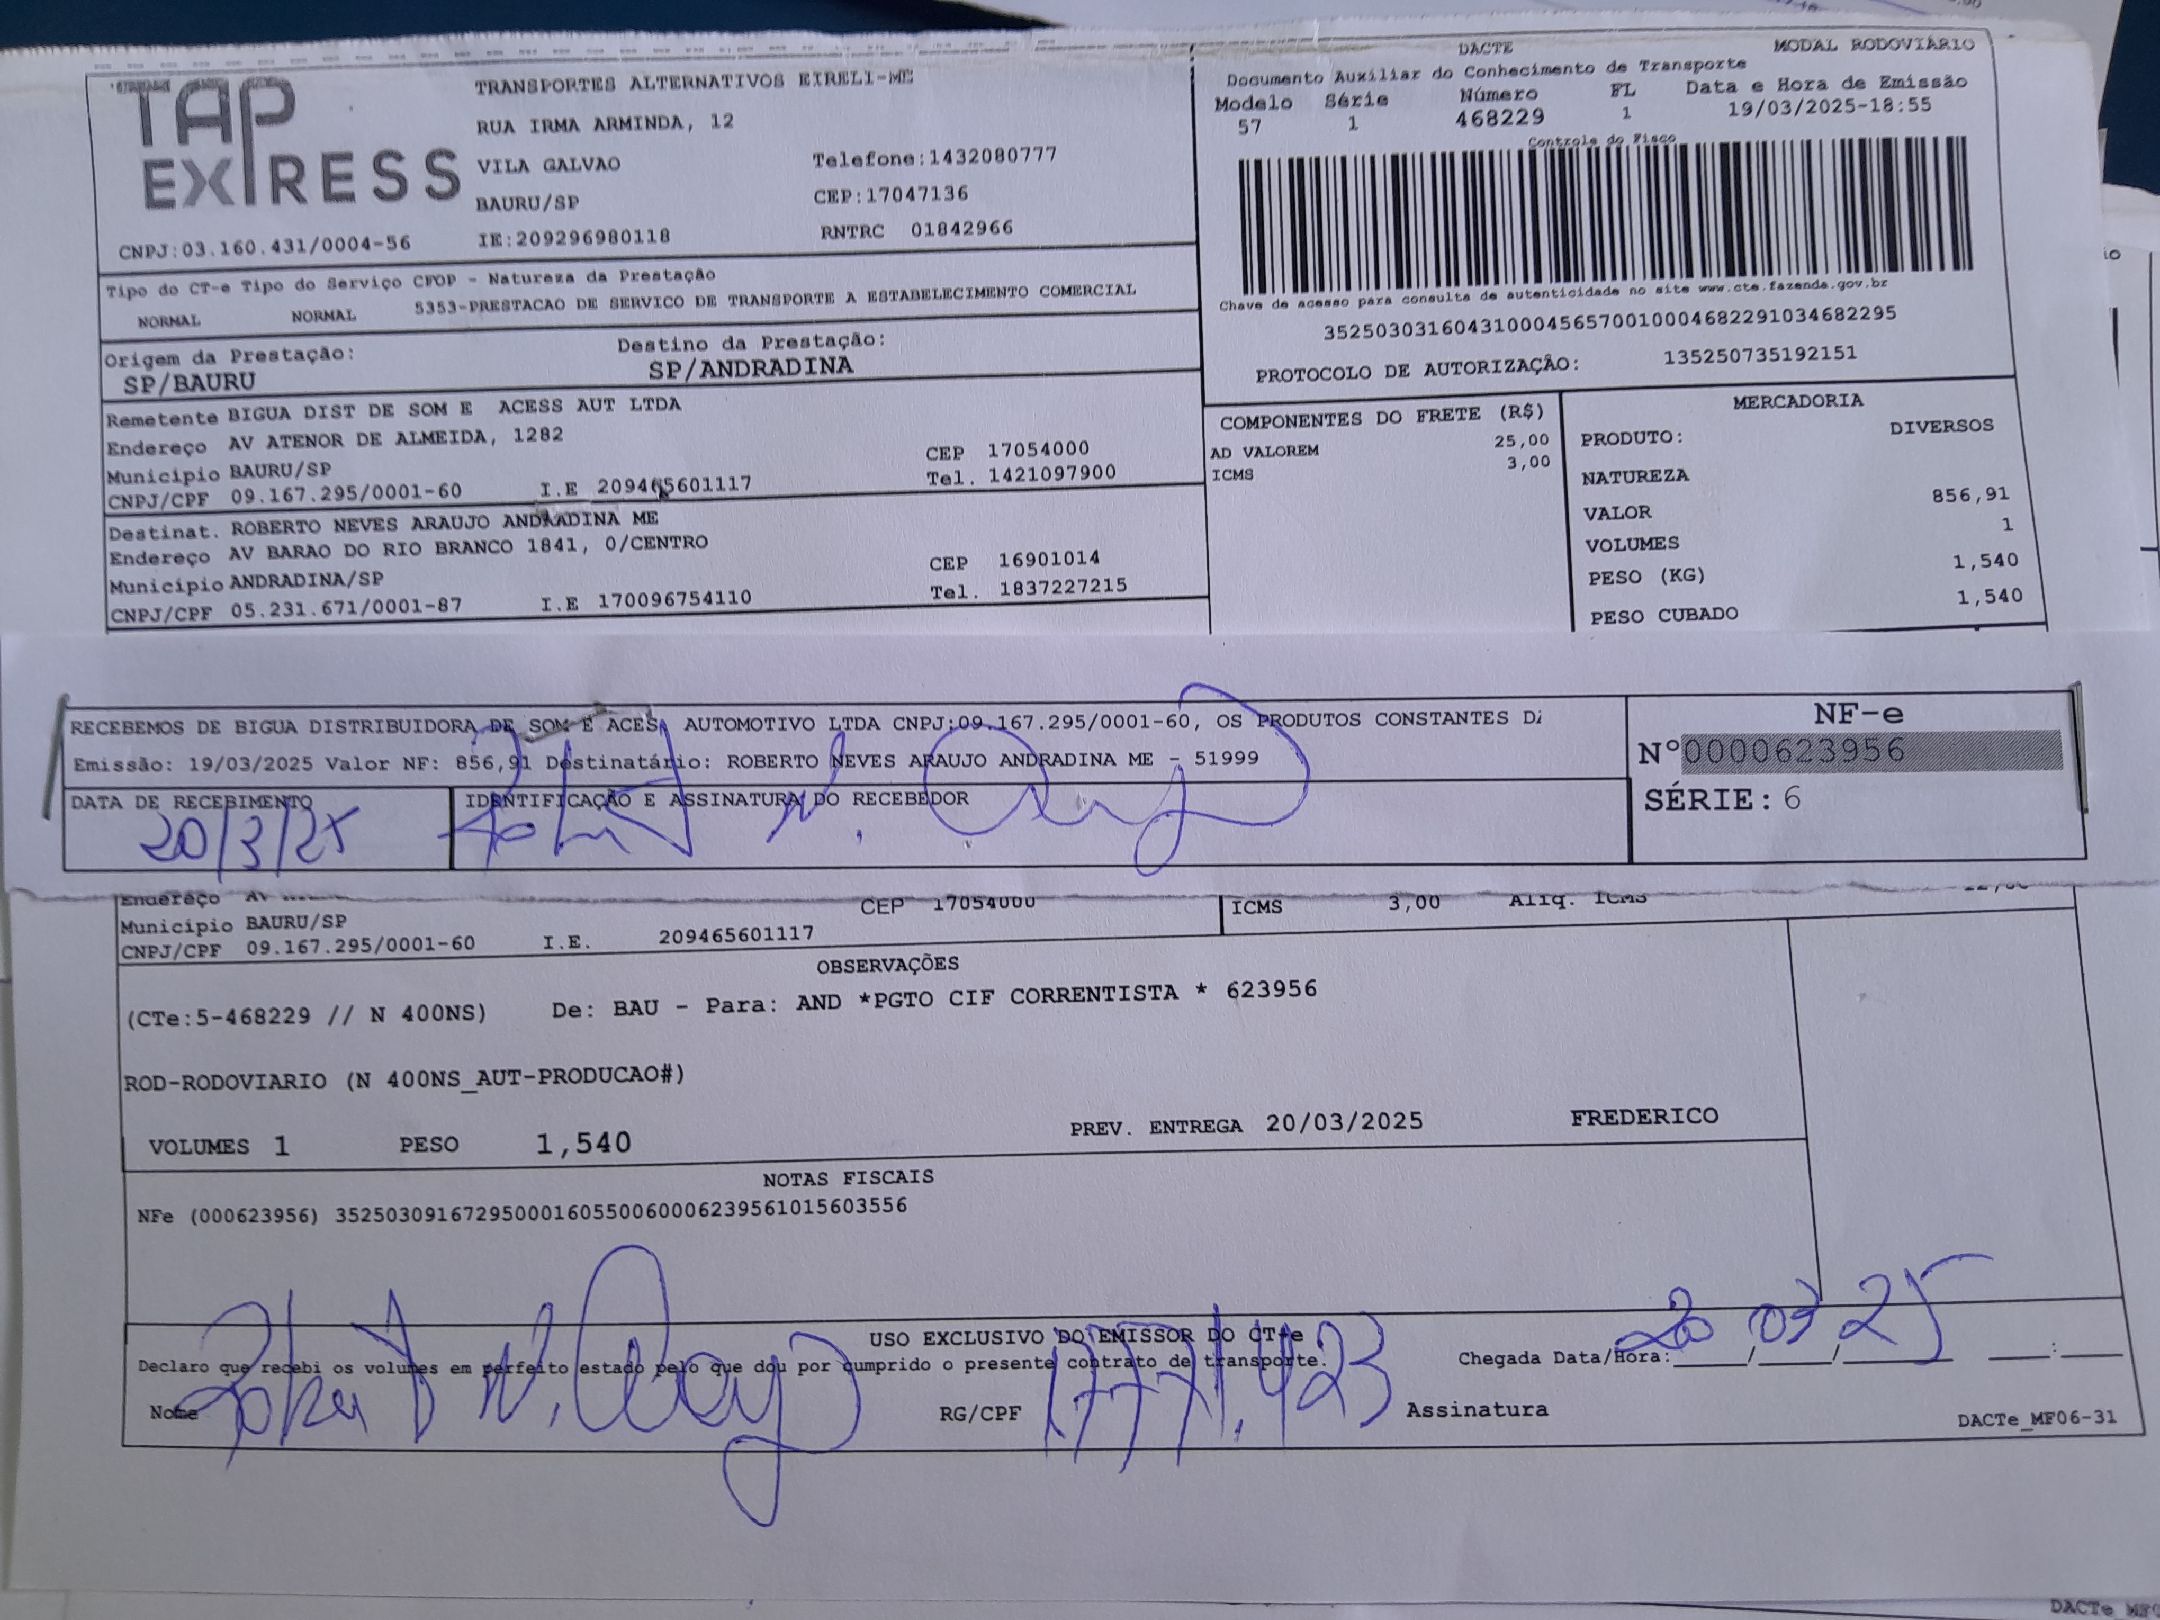 TAP EXPRESS
TRANSPORTES ALTERNATIVOS EIRELI-ME
RUA IRMA ARMINDA, 12
VILA GALVAO Telefone:1432080777
BAURU/SP CEP:17047136
CNPJ:03.160.431/0004-56 IE:209296980118 RNTRC 01842966
DACTE MODAL RODOVIÁRIO
Documento Auxiliar do Conhecimento de Transporte
Modelo Série Número FL Data e Hora de Emissão
57 1 468229 1 19/03/2025-18:55
Controle do Fisco
Chave de acesso para consulta de autenticidade no site www.cte.fazenda.gov.br
35250303160431000456570010004682291034682295
PROTOCOLO DE AUTORIZAÇÃO: 135250735192151
Tipo do CT-e Tipo do Serviço CFOP - Natureza da Prestação
NORMAL NORMAL 5353-PRESTACAO DE SERVICO DE TRANSPORTE A ESTABELECIMENTO COMERCIAL
Origem da Prestação: Destino da Prestação:
SP/BAURU SP/ANDRADINA
Remetente BIGUA DIST DE SOM E ACESS AUT LTDA
Endereço AV ATENOR DE ALMEIDA, 1282
Municipio BAURU/SP CEP 17054000
CNPJ/CPF 09.167.295/0001-60 I.E 209465601117 Tel. 1421097900
Destinat. ROBERTO NEVES ARAUJO ANDRADINA ME
Endereço AV BARAO DO RIO BRANCO 1841, 0/CENTRO
Municipio ANDRADINA/SP CEP 16901014
CNPJ/CPF 05.231.671/0001-87 I.E 170096754110 Tel. 1837227215
COMPONENTES DO FRETE (R$)
AD VALOREM 25,00
ICMS 3,00
MERCADORIA
PRODUTO: DIVERSOS
NATUREZA
VALOR 856,91
VOLUMES 1
PESO (KG) 1,540
PESO CUBADO 1,540
RECEBEMOS DE BIGUA DISTRIBUIDORA DE SOM E ACES. AUTOMOTIVO LTDA CNPJ:09.167.295/0001-60, OS PRODUTOS CONSTANTES
Emissão: 19/03/2025 Valor NF: 856,91 Destinatário: ROBERTO NEVES ARAUJO ANDRADINA ME - 51999
DATA DE RECEBIMENTO IDENTIFICAÇÃO E ASSINATURA DO RECEBEDOR
20/3/25
NF-e
Nº0000623956
SÉRIE: 6
Endereço AV CEP 17054000 ICMS 3,00 Aliq. ICMS
Municipio BAURU/SP
CNPJ/CPF 09.167.295/0001-60 I.E. 209465601117
OBSERVAÇÕES
(CTe:5-468229 // N 400NS) De: BAU - Para: AND *PGTO CIF CORRENTISTA * 623956
ROD-RODOVIARIO (N 400NS_AUT-PRODUCAO#)
VOLUMES 1 PESO 1,540 PREV. ENTREGA 20/03/2025 FREDERICO
NOTAS FISCAIS
NFe (000623956) 35250309167295000160550060006239561015603556
USO EXCLUSIVO DO EMISSOR DO CT-e
Declaro que recebi os volumes em perfeito estado pelo que dou por cumprido o presente contrato de transporte. Chegada Data/Hora:____/____/______ ___:___
20 03 25
Nome RG/CPF 17771.423 Assinatura
DACTe_MF06-31